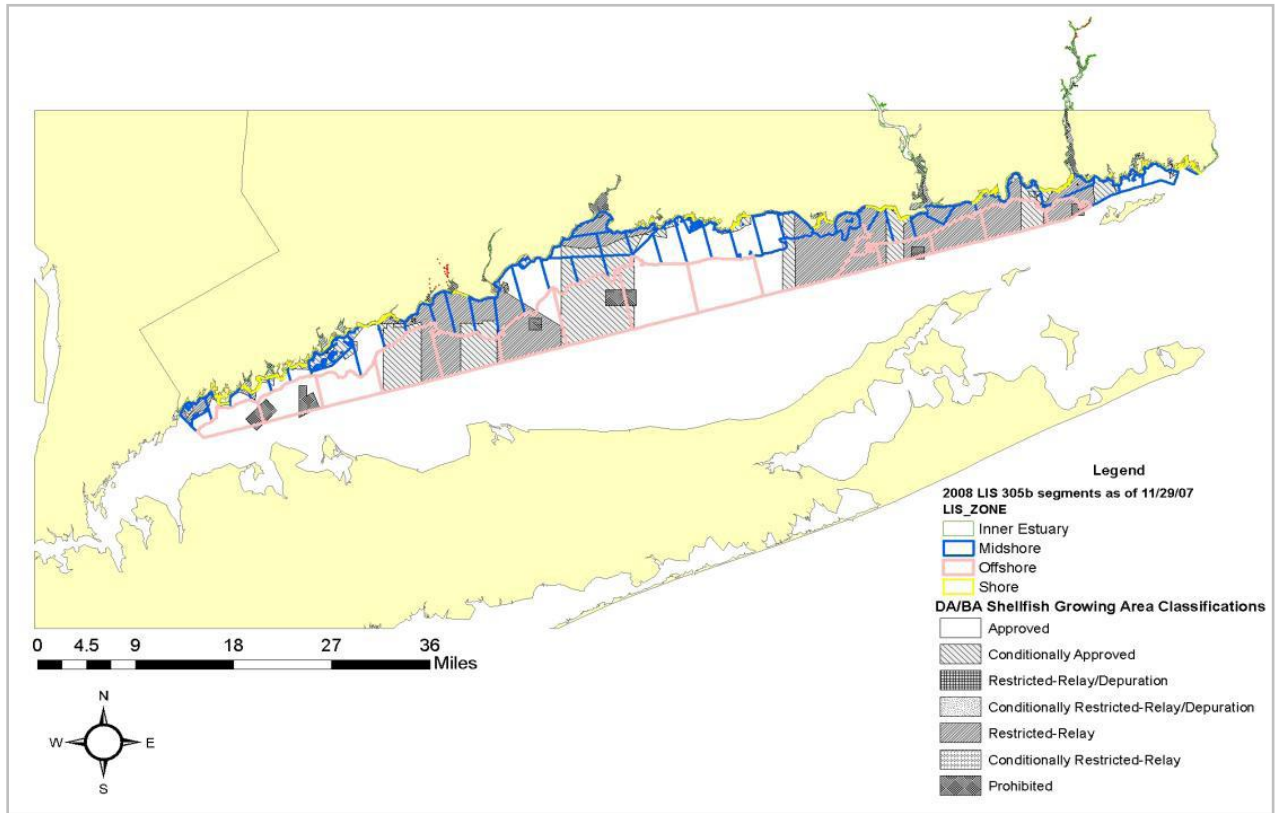 Legend
2008 LIS 305b segments as of 11/29/07
LIS_ZONE
Inner Estuary
Midshore
Offshore
Shore
DA/BA Shellfish Growing Area Classifications
Approved
Conditionally Approved
Restricted-Relay/Depuration
Conditionally Restricted-Relay/Depuration
Restricted-Relay
Conditionally Restricted-Relay
Prohibited
0 4.5 9 18 27 36
Miles
N
W E
S